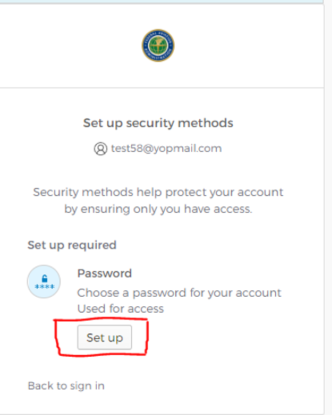 Set up security methods
test58@yopmail.com
Security methods help protect your account
by ensuring only you have access.
Set up required
Password
Choose a password for your account
Used for access
Set up
Back to sign in